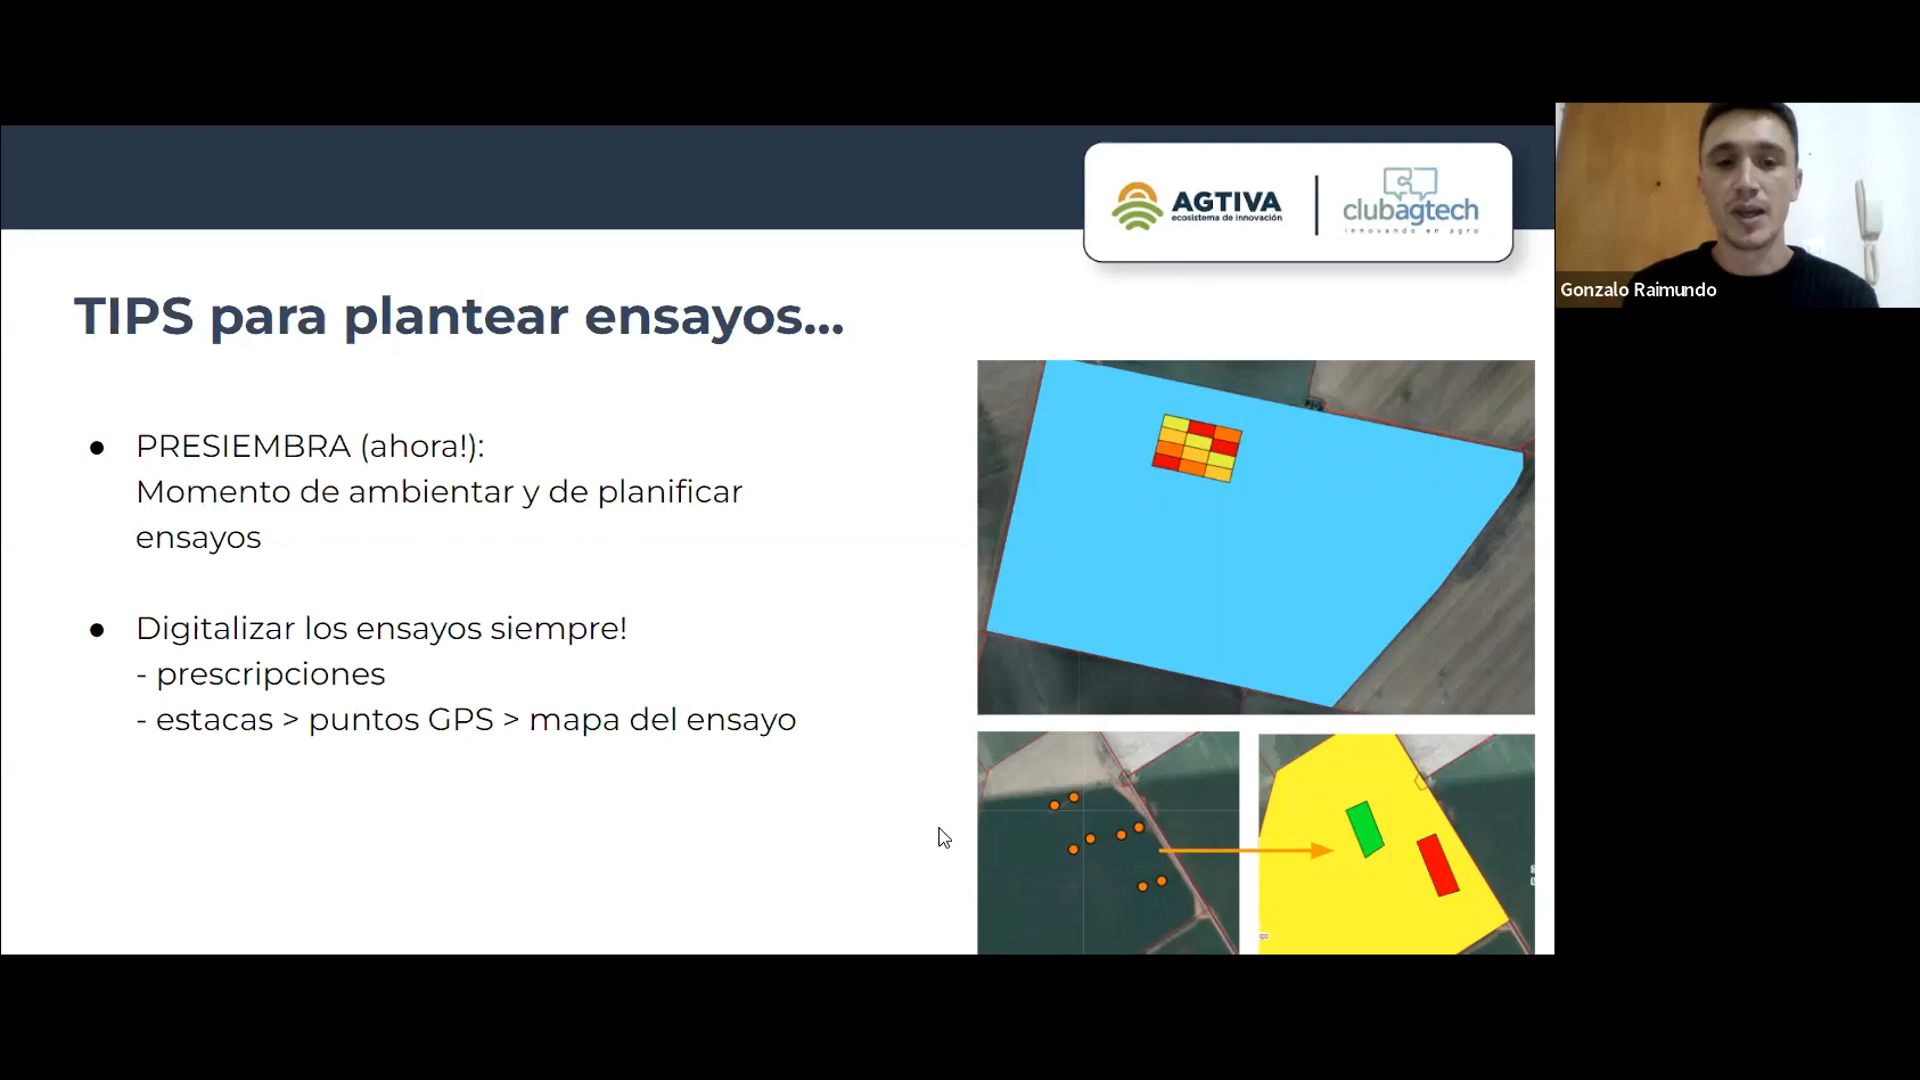 AGTIVA
ecosistema de innovación
clubagtech
innovando en agro
Gonzalo Raimundo
TIPS para plantear ensayos...
● PRESIEMBRA (ahora!):
Momento de ambientar y de planificar
ensayos
● Digitalizar los ensayos siempre!
- prescripciones
- estacas > puntos GPS > mapa del ensayo